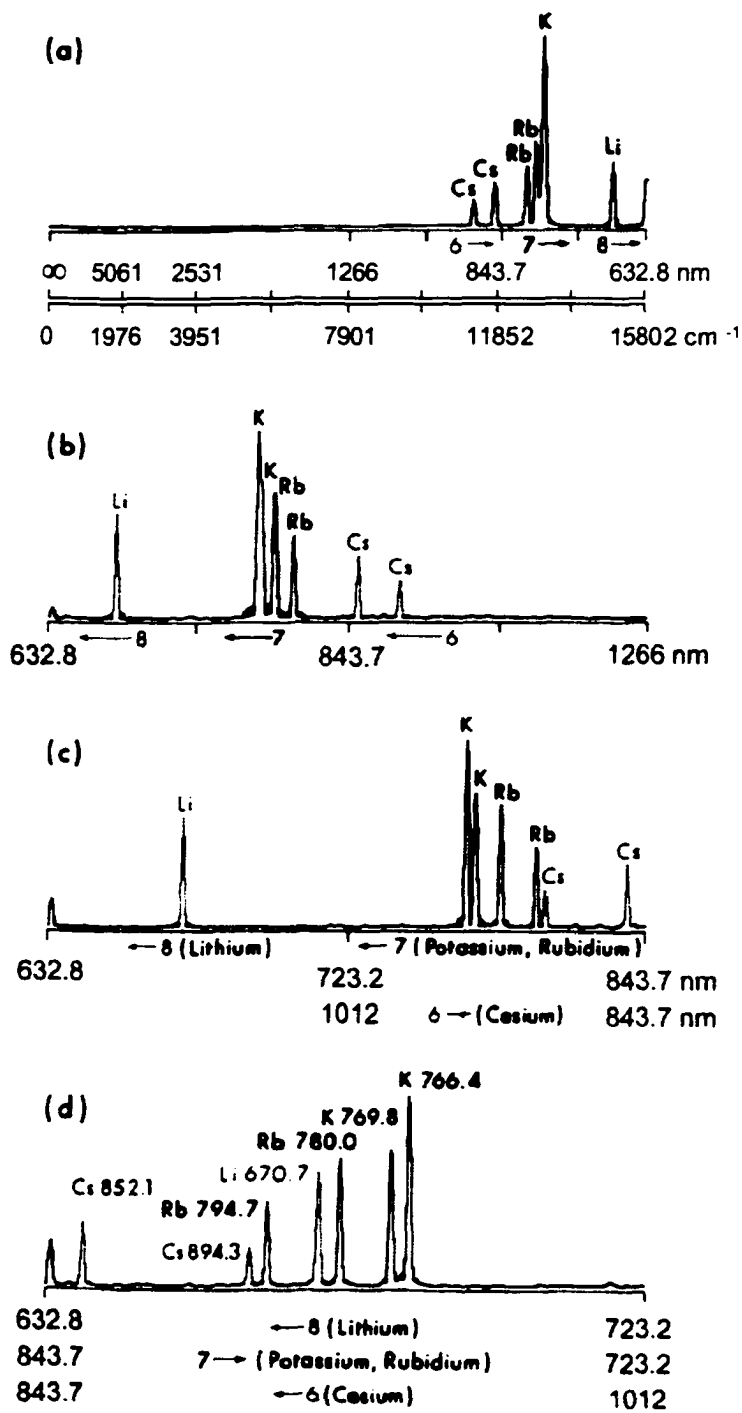 (a)
K
Rb
Rb
Li
Cs
Cs
6 → 7 → 8 →
∞ 5061 2531 1266 843.7 632.8 nm
0 1976 3951 7901 11852 15802 cm -1
(b)
K
K
Rb
Li
Rb
Cs
Cs
← 8 ← 7 ← 6
632.8 843.7 1266 nm
(c)
K
K
Rb
Li
Rb
Cs
Cs
← 8 (Lithium) ← 7 (Potassium, Rubidium)
632.8 723.2 843.7 nm
1012 6 → (Cesium) 843.7 nm
(d)
K 766.4
K 769.8
Rb 780.0
Li 670.7
Cs 852.1
Rb 794.7
Cs 894.3
632.8 ← 8 (Lithium) 723.2
843.7 7 → (Potassium, Rubidium) 723.2
843.7 ← 6 (Cesium) 1012